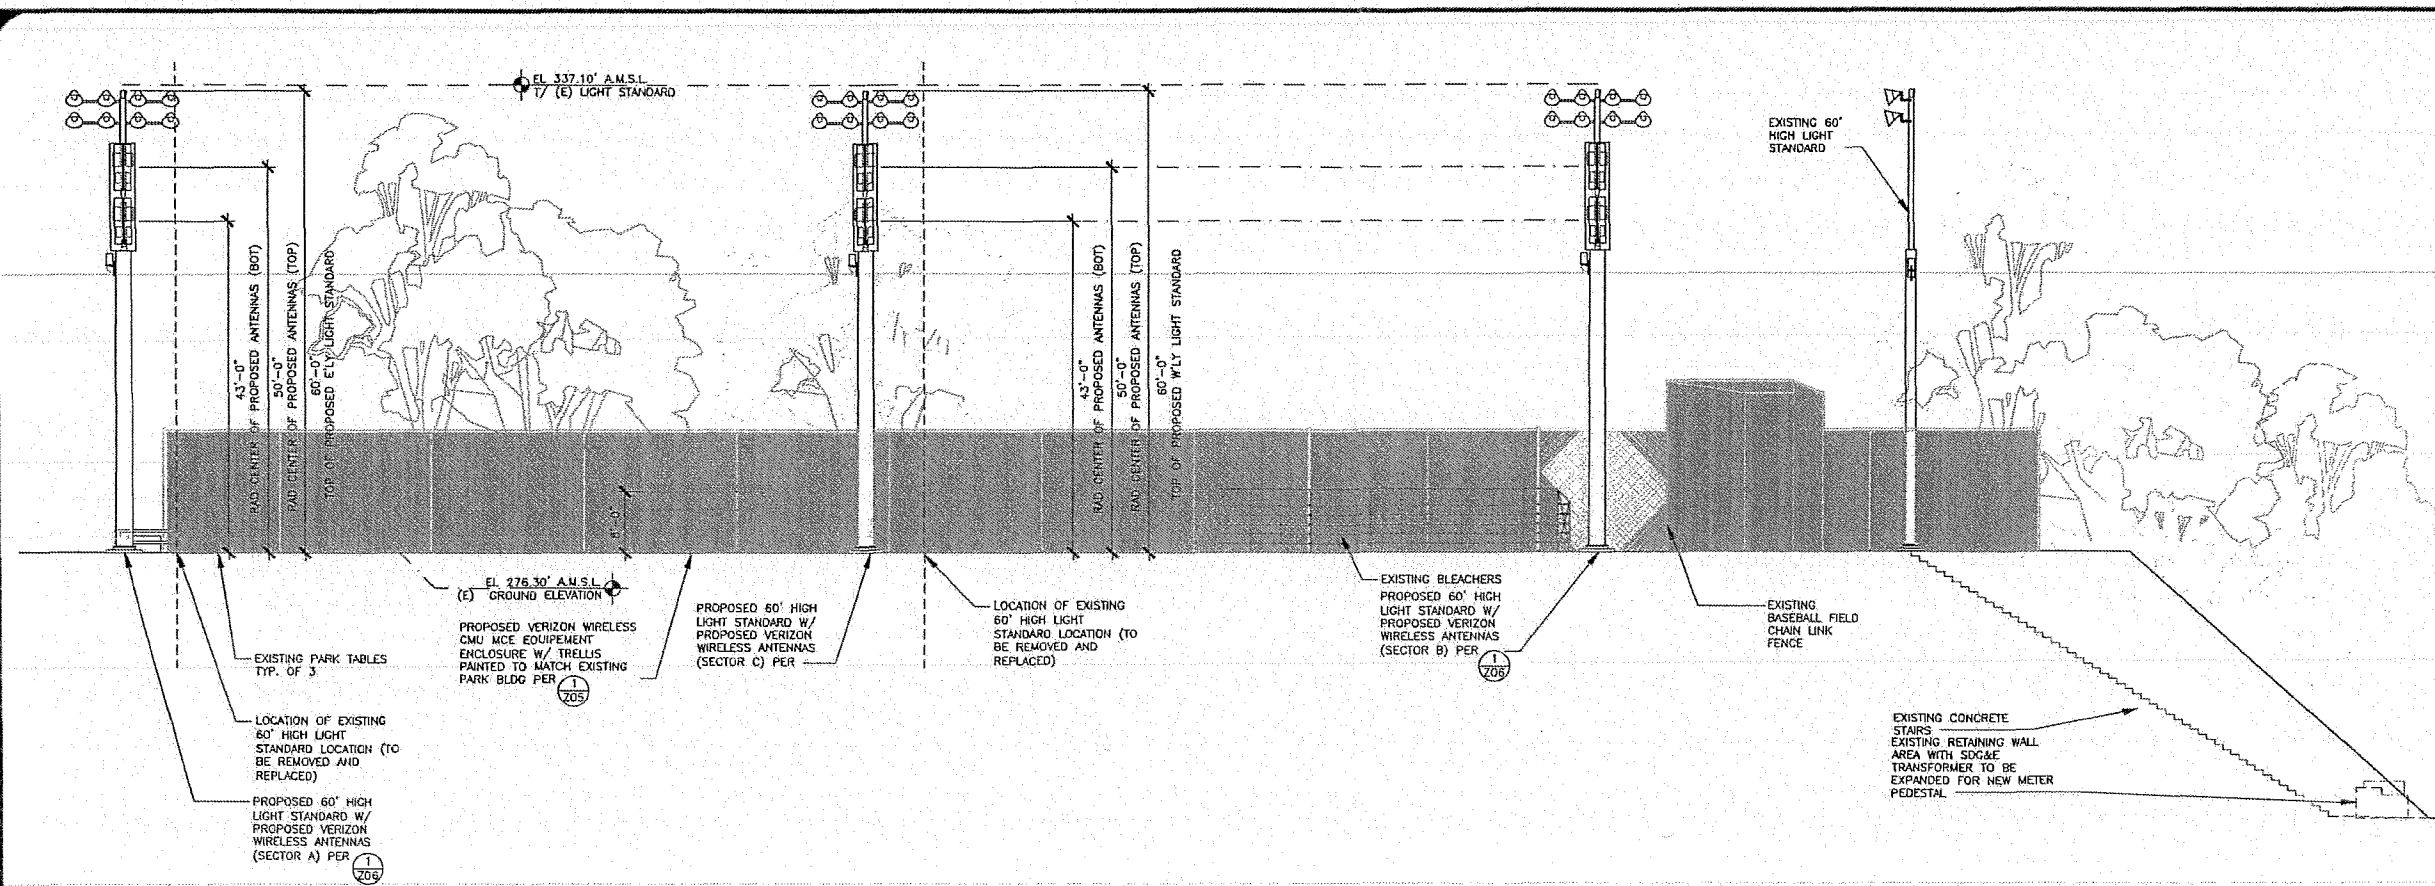 EL 337.10' A.M.S.L.
T/ (E) LIGHT STANDARD
EXISTING 60'
HIGH LIGHT
STANDARD
43'-0"
RAD CENTER OF PROPOSED ANTENNAS (BOT)
50'-0"
RAD CENTER OF PROPOSED ANTENNAS (TOP)
60'-0"
TOP OF PROPOSED E'LY LIGHT STANDARD
43'-0"
RAD CENTER OF PROPOSED ANTENNAS (BOT)
50'-0"
RAD CENTER OF PROPOSED ANTENNAS (TOP)
60'-0"
TOP OF PROPOSED W'LY LIGHT STANDARD
EL 276.30' A.M.S.L.
(E) GROUND ELEVATION
EXISTING PARK TABLES
TYP. OF 3
LOCATION OF EXISTING
60' HIGH LIGHT
STANDARD LOCATION (TO
BE REMOVED AND
REPLACED)
PROPOSED 60' HIGH
LIGHT STANDARD W/
PROPOSED VERIZON
WIRELESS ANTENNAS
(SECTOR A) PER
1
Z06
PROPOSED VERIZON WIRELESS
CMU MCE EQUIPEMENT
ENCLOSURE W/ TRELLIS
PAINTED TO MATCH EXISTING
PARK BLDG PER
1
Z05
PROPOSED 60' HIGH
LIGHT STANDARD W/
PROPOSED VERIZON
WIRELESS ANTENNAS
(SECTOR C) PER
LOCATION OF EXISTING
60' HIGH LIGHT
STANDARD LOCATION (TO
BE REMOVED AND
REPLACED)
EXISTING BLEACHERS
PROPOSED 60' HIGH
LIGHT STANDARD W/
PROPOSED VERIZON
WIRELESS ANTENNAS
(SECTOR B) PER
1
Z06
EXISTING
BASEBALL FIELD
CHAIN LINK
FENCE
EXISTING CONCRETE
STAIRS
EXISTING RETAINING WALL
AREA WITH SDG&E
TRANSFORMER TO BE
EXPANDED FOR NEW METER
PEDESTAL